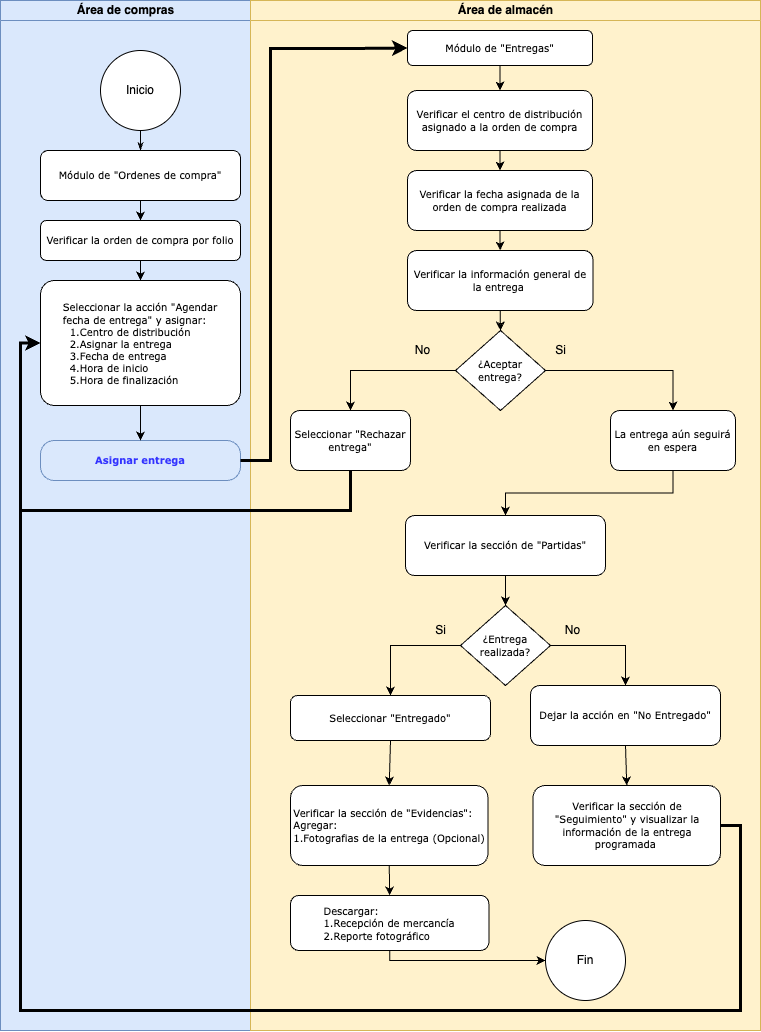 Área de compras
Área de almacén
Inicio
Módulo de "Ordenes de compra"
Verificar la orden de compra por folio
Seleccionar la acción "Agendar
fecha de entrega" y asignar:
1.Centro de distribución
2.Asignar la entrega
3.Fecha de entrega
4.Hora de inicio
5.Hora de finalización
Asignar entrega
Módulo de "Entregas"
Verificar el centro de distribución
asignado a la orden de compra
Verificar la fecha asignada de la
orden de compra realizada
Verificar la información general de
la entrega
¿Aceptar
entrega?
No
Si
Seleccionar "Rechazar
entrega"
La entrega aún seguirá
en espera
Verificar la sección de "Partidas"
¿Entrega
realizada?
Si
No
Seleccionar "Entregado"
Dejar la acción en "No Entregado"
Verificar la sección de "Evidencias":
Agregar:
1.Fotografias de la entrega (Opcional)
Verificar la sección de
"Seguimiento" y visualizar la
información de la entrega
programada
Descargar:
1.Recepción de mercancía
2.Reporte fotográfico
Fin